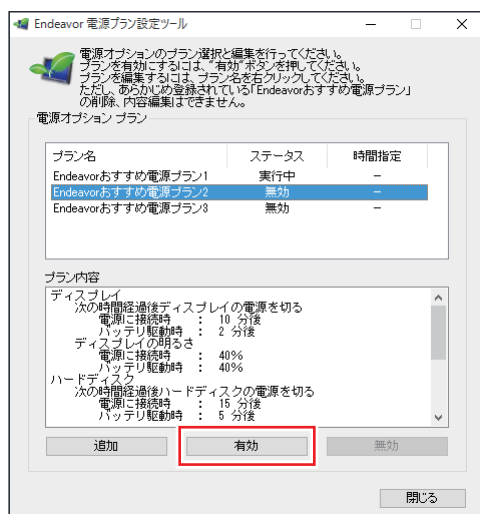 Endeavor 電源プラン設定ツール
電源オプションのプラン選択と編集を行ってください。
プランを有効にするには、“有効”ボタンを押してください。
プランを編集するには、プラン名を右クリックしてください。
ただし、あらかじめ登録されている「Endeavorおすすめ電源プラン」
の削除、内容編集はできません。
電源オプション プラン
プラン名 ステータス 時間指定
Endeavorおすすめ電源プラン1 実行中 −
Endeavorおすすめ電源プラン2 無効 −
Endeavorおすすめ電源プラン3 無効 −
プラン内容
ディスプレイ
次の時間経過後ディスプレイの電源を切る
電源に接続時 : 10 分後
バッテリ駆動時 : 2 分後
ディスプレイの明るさ
電源に接続時 : 40%
バッテリ駆動時 : 40%
ハードディスク
次の時間経過後ハードディスクの電源を切る
電源に接続時 : 15 分後
バッテリ駆動時 : 5 分後
追加 有効 無効
閉じる